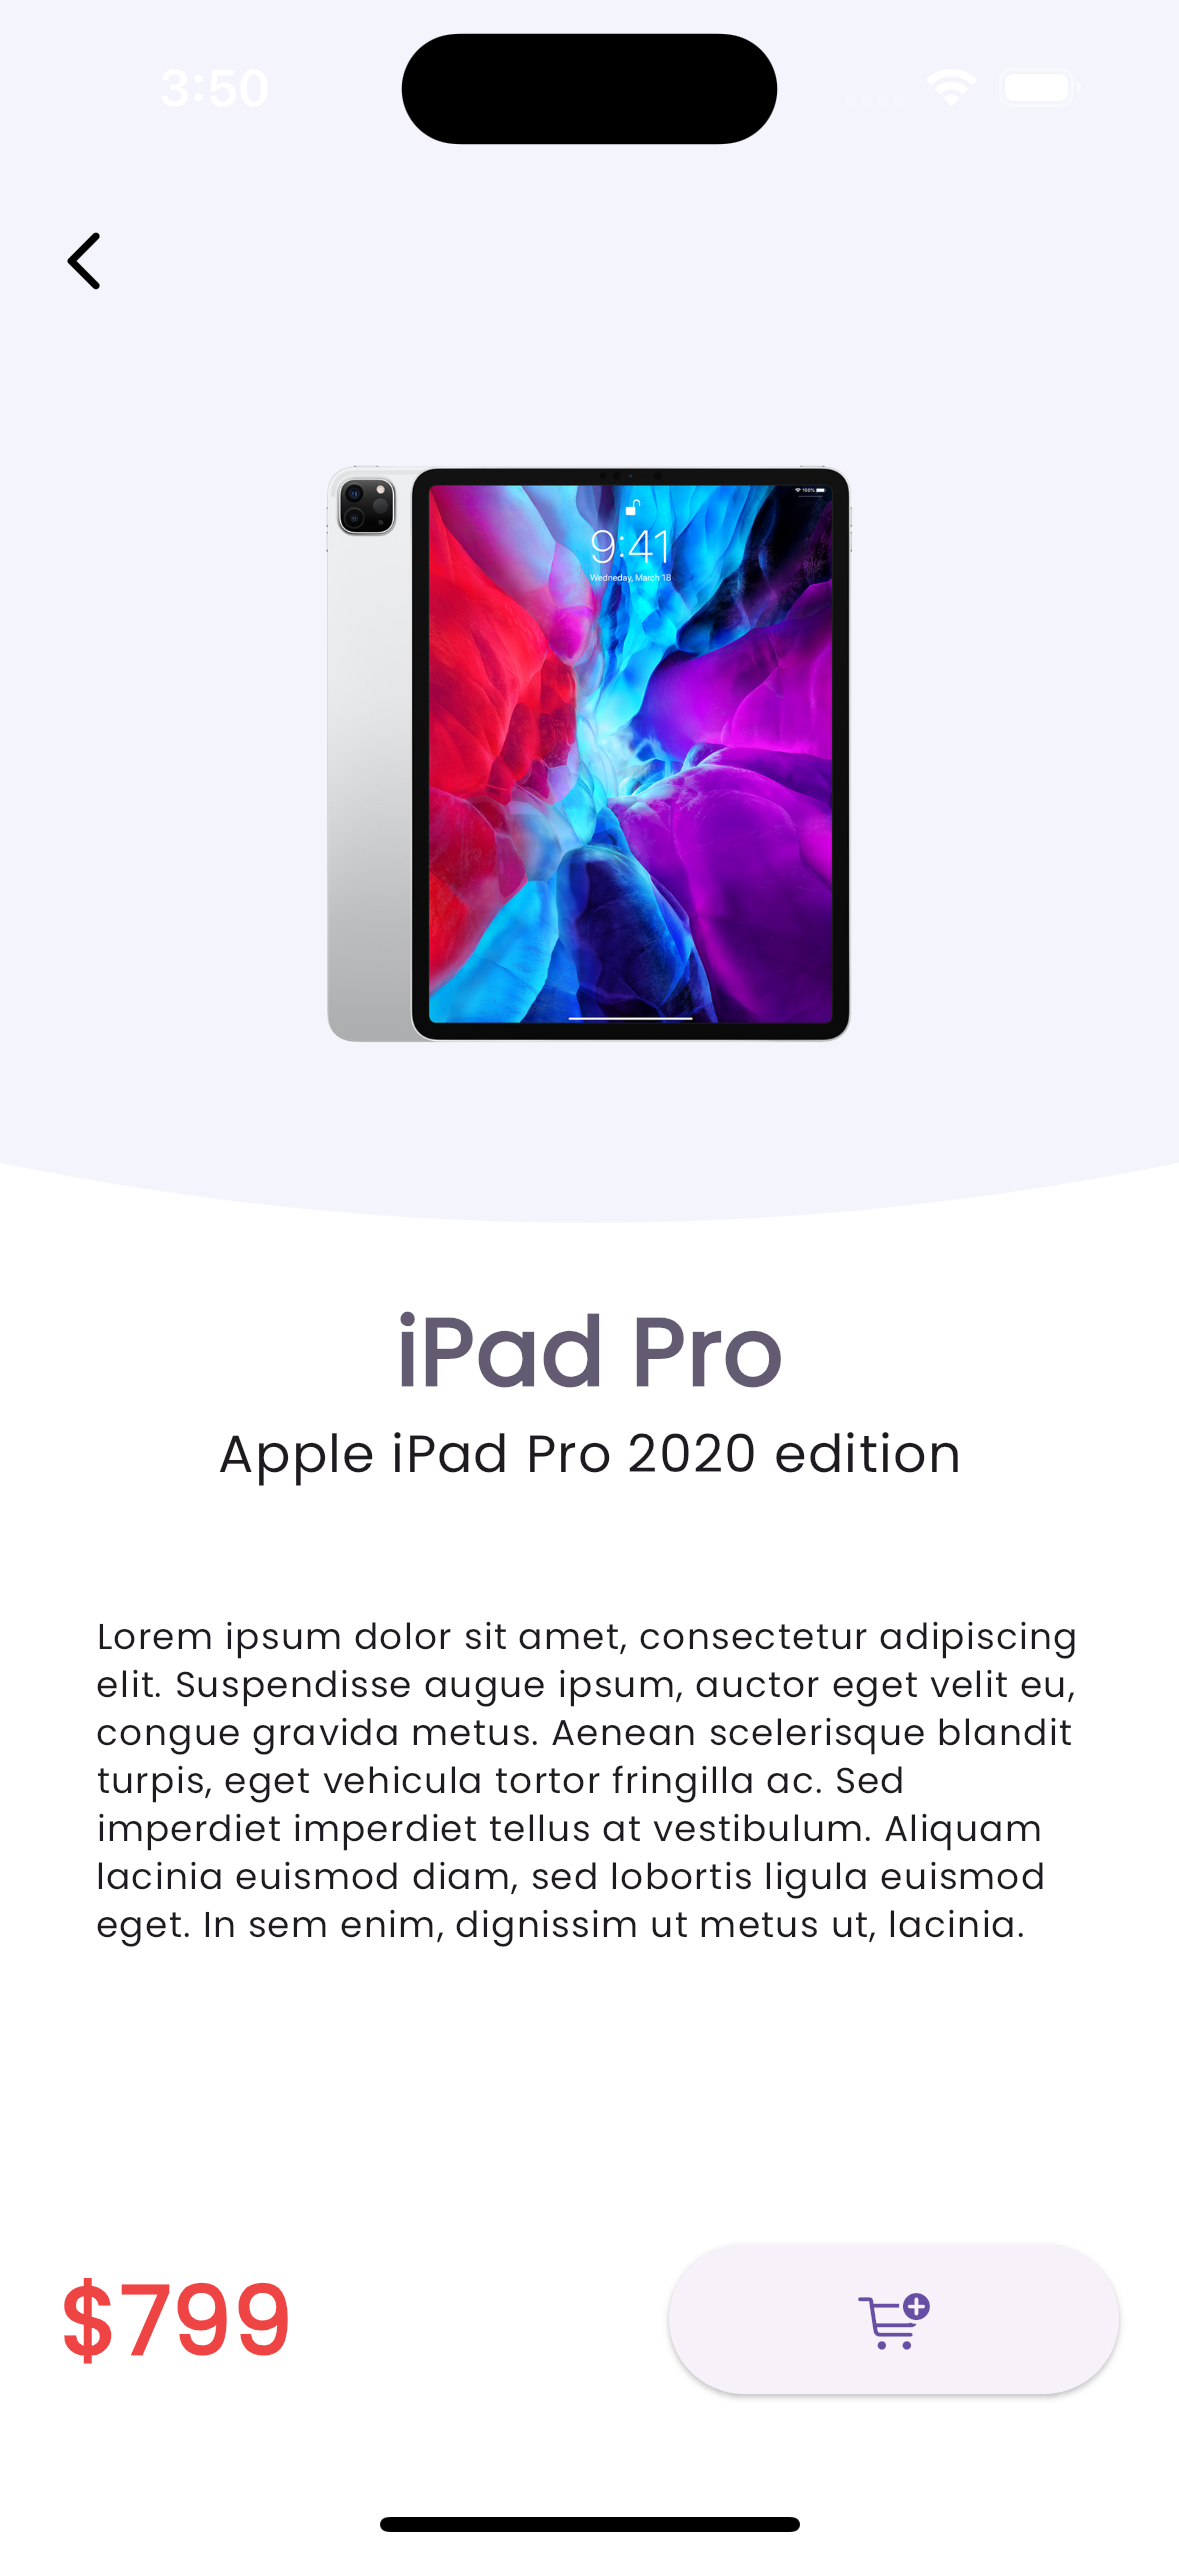 3:50
100%
9:41
Wednesday, March 18
iPad Pro
Apple iPad Pro 2020 edition
Lorem ipsum dolor sit amet, consectetur adipiscing
elit. Suspendisse augue ipsum, auctor eget velit eu,
congue gravida metus. Aenean scelerisque blandit
turpis, eget vehicula tortor fringilla ac. Sed
imperdiet imperdiet tellus at vestibulum. Aliquam
lacinia euismod diam, sed lobortis ligula euismod
eget. In sem enim, dignissim ut metus ut, lacinia.
$799